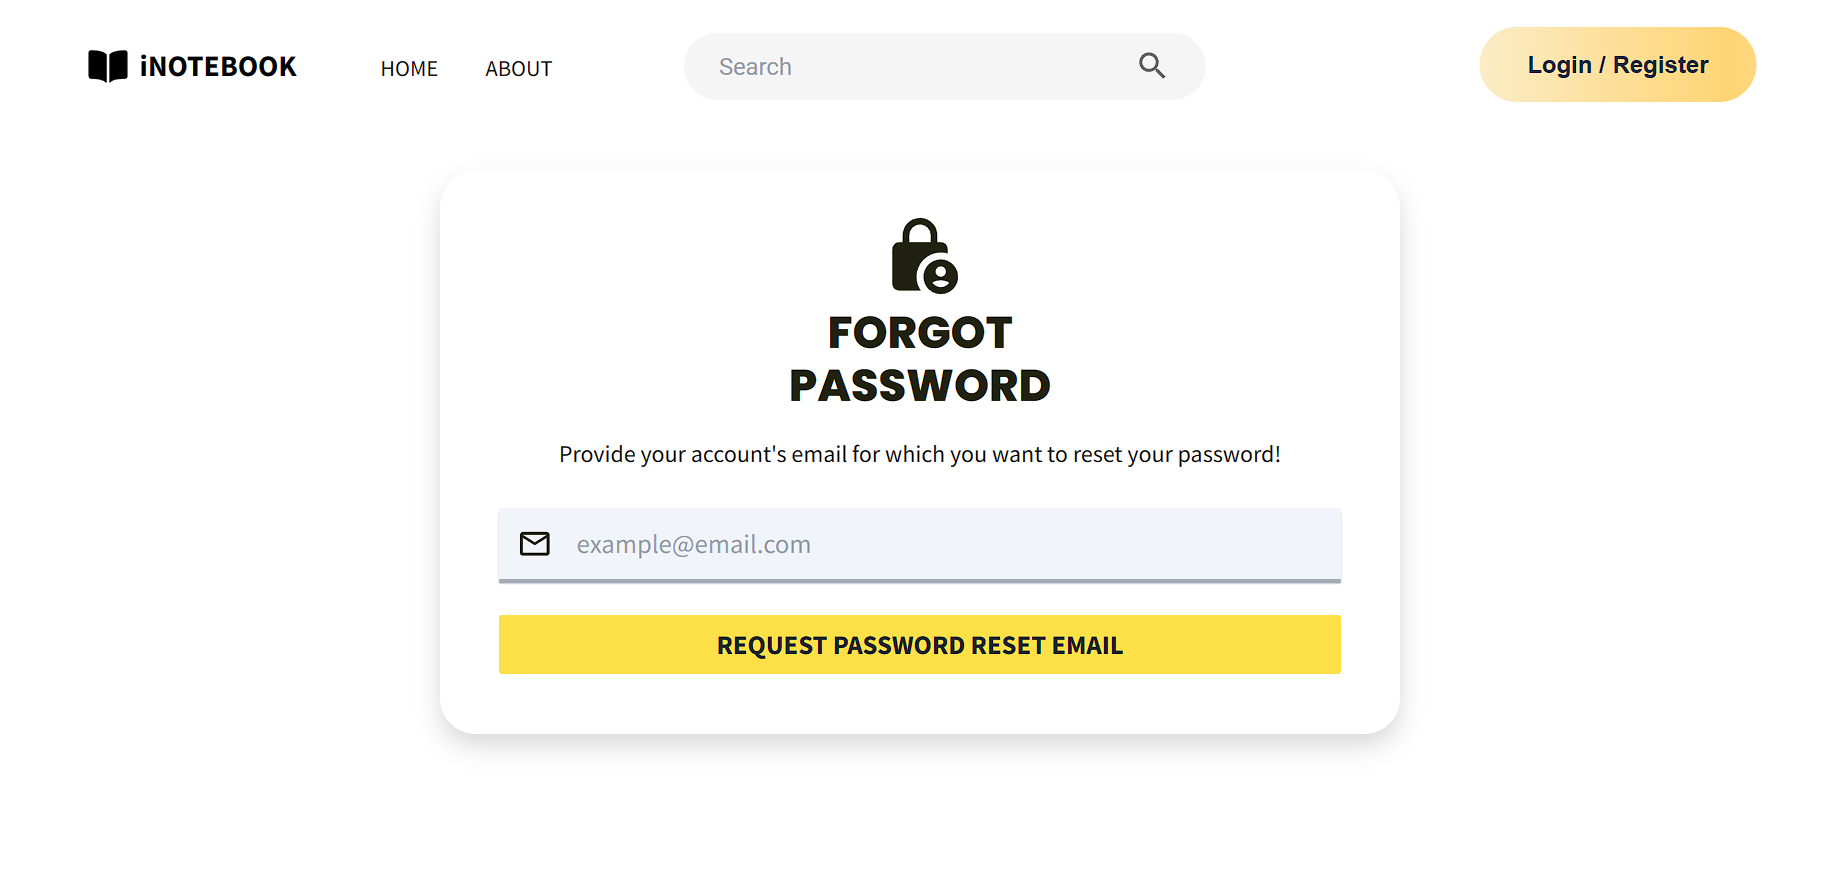 iNOTEBOOK
HOME
ABOUT
Search
Login / Register
FORGOT
PASSWORD
Provide your account's email for which you want to reset your password!
example@email.com
REQUEST PASSWORD RESET EMAIL